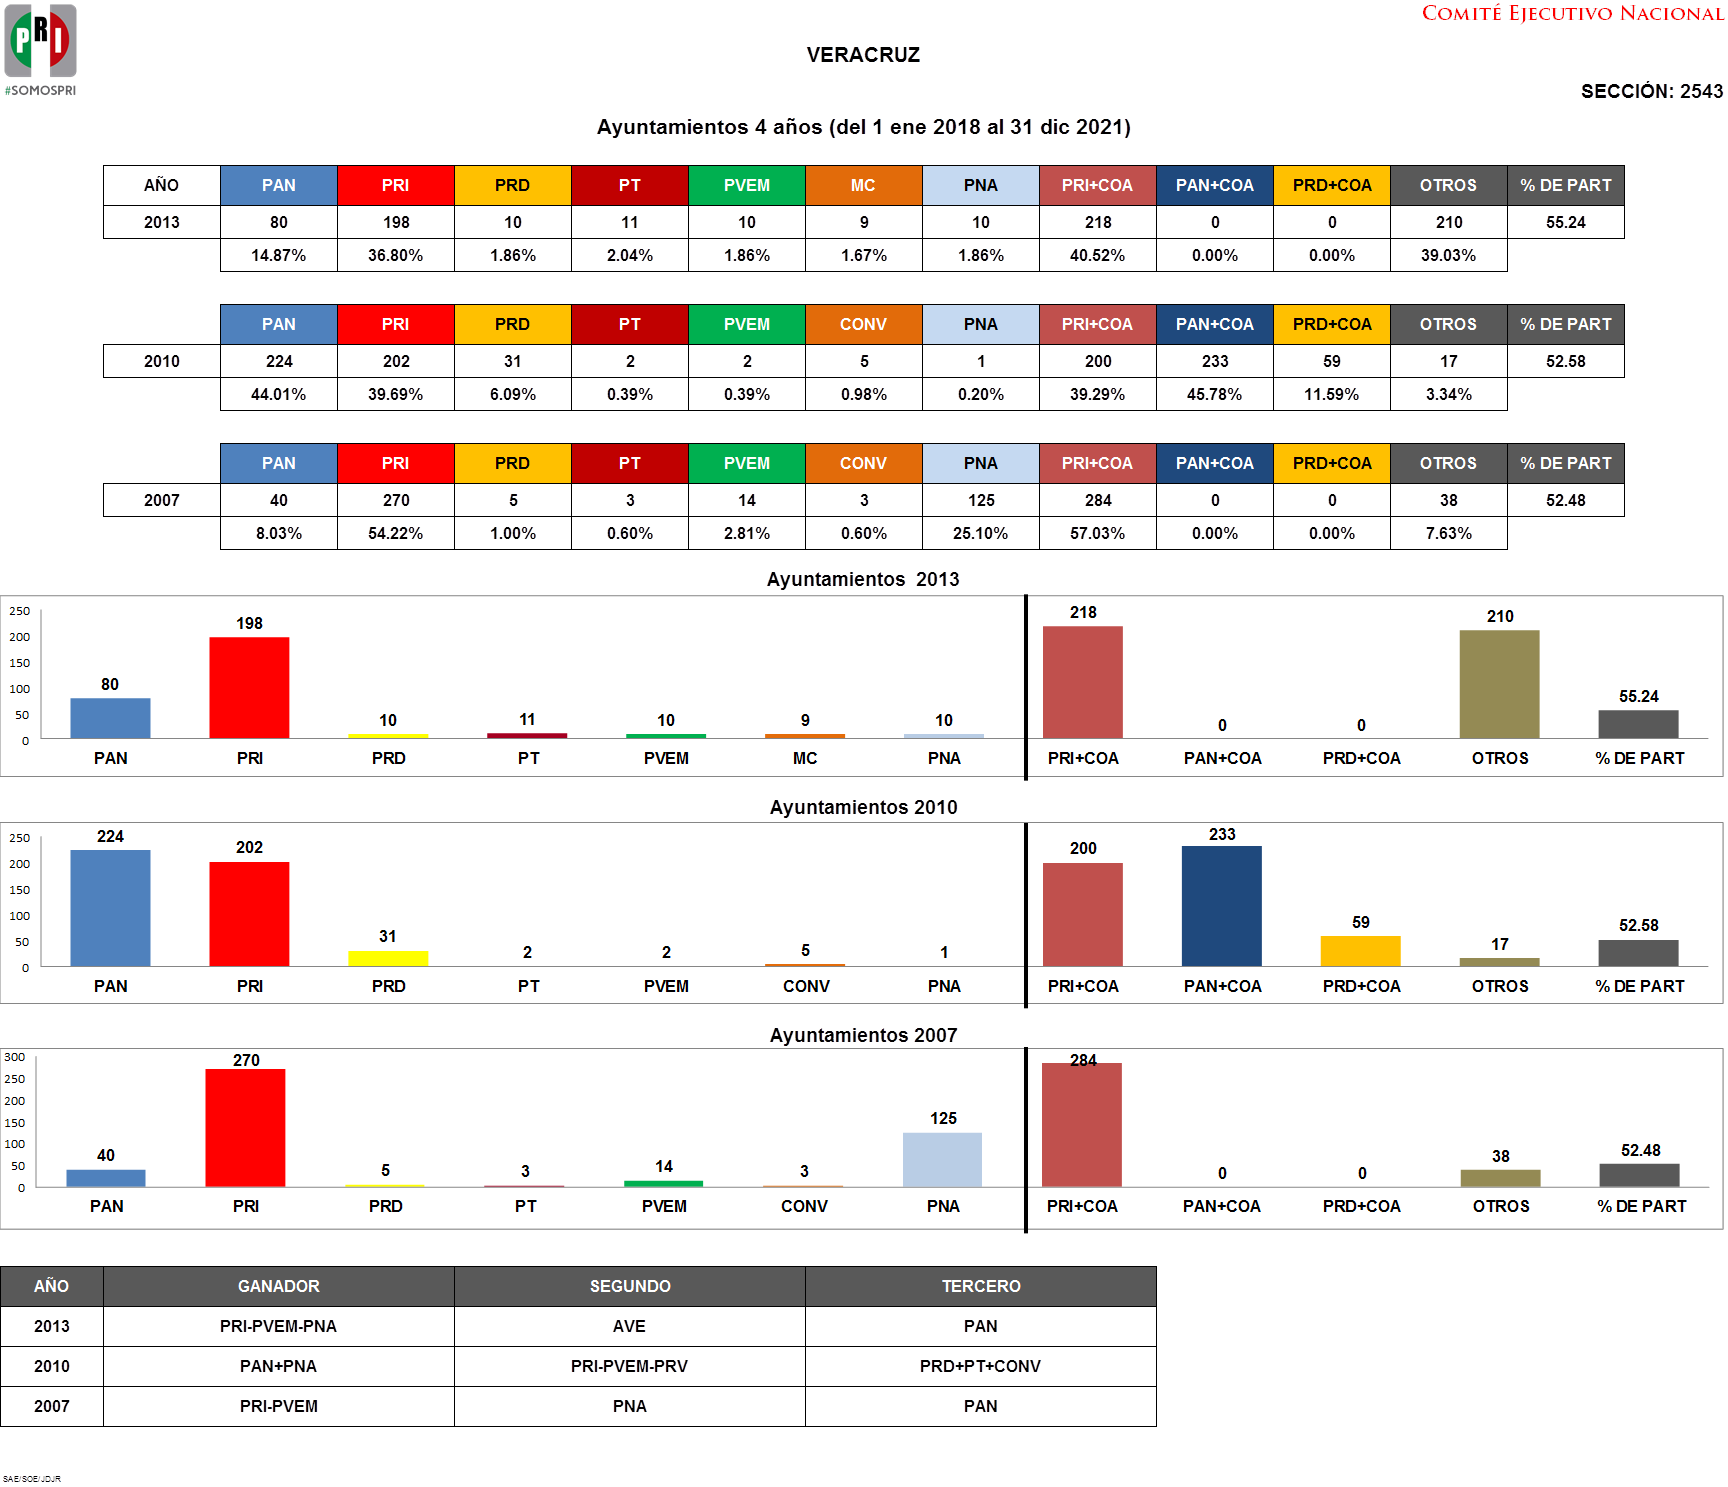 PRI
#SOMOSPRI
COMITÉ EJECUTIVO NACIONAL
VERACRUZ
SECCIÓN: 2543
Ayuntamientos 4 años (del 1 ene 2018 al 31 dic 2021)
AÑO PAN PRI PRD PT PVEM MC PNA PRI+COA PAN+COA PRD+COA OTROS % DE PART
2013 80 198 10 11 10 9 10 218 0 0 210 55.24
14.87% 36.80% 1.86% 2.04% 1.86% 1.67% 1.86% 40.52% 0.00% 0.00% 39.03%
PAN PRI PRD PT PVEM CONV PNA PRI+COA PAN+COA PRD+COA OTROS % DE PART
2010 224 202 31 2 2 5 1 200 233 59 17 52.58
44.01% 39.69% 6.09% 0.39% 0.39% 0.98% 0.20% 39.29% 45.78% 11.59% 3.34%
PAN PRI PRD PT PVEM CONV PNA PRI+COA PAN+COA PRD+COA OTROS % DE PART
2007 40 270 5 3 14 3 125 284 0 0 38 52.48
8.03% 54.22% 1.00% 0.60% 2.81% 0.60% 25.10% 57.03% 0.00% 0.00% 7.63%
Ayuntamientos 2013
250
200
150
100
50
0
80 198 10 11 10 9 10 218 0 0 210 55.24
PAN PRI PRD PT PVEM MC PNA PRI+COA PAN+COA PRD+COA OTROS % DE PART
Ayuntamientos 2010
250
200
150
100
50
0
224 202 31 2 2 5 1 200 233 59 17 52.58
PAN PRI PRD PT PVEM CONV PNA PRI+COA PAN+COA PRD+COA OTROS % DE PART
Ayuntamientos 2007
300
250
200
150
100
50
0
40 270 5 3 14 3 125 284 0 0 38 52.48
PAN PRI PRD PT PVEM CONV PNA PRI+COA PAN+COA PRD+COA OTROS % DE PART
AÑO GANADOR SEGUNDO TERCERO
2013 PRI-PVEM-PNA AVE PAN
2010 PAN+PNA PRI-PVEM-PRV PRD+PT+CONV
2007 PRI-PVEM PNA PAN
SAE/SOE/JDJR